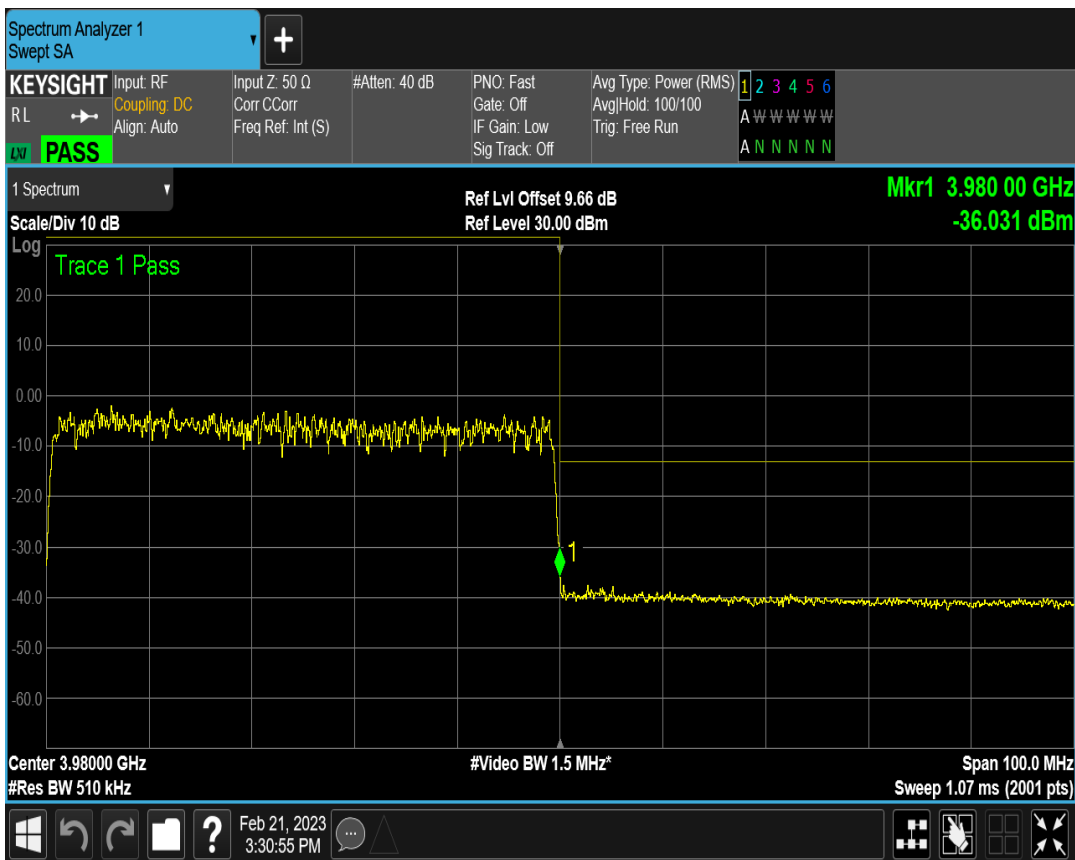 Spectrum Analyzer 1
Swept SA
+
KEYSIGHT
RL
LXI
PASS
Input: RF
Coupling: DC
Align: Auto
Input Z: 50 Ω
Corr CCorr
Freq Ref: Int (S)
#Atten: 40 dB
PNO: Fast
Gate: Off
IF Gain: Low
Sig Track: Off
Avg Type: Power (RMS)
Avg|Hold: 100/100
Trig: Free Run
1 2 3 4 5 6
A W W W W W
A N N N N N
1 Spectrum
Scale/Div 10 dB
Ref Lvl Offset 9.66 dB
Ref Level 30.00 dBm
Mkr1 3.980 00 GHz
-36.031 dBm
Log
Trace 1 Pass
20.0
10.0
0.00
-10.0
-20.0
-30.0
1
-40.0
-50.0
-60.0
Center 3.98000 GHz
#Res BW 510 kHz
#Video BW 1.5 MHz*
Span 100.0 MHz
Sweep 1.07 ms (2001 pts)
?
Feb 21, 2023
3:30:55 PM